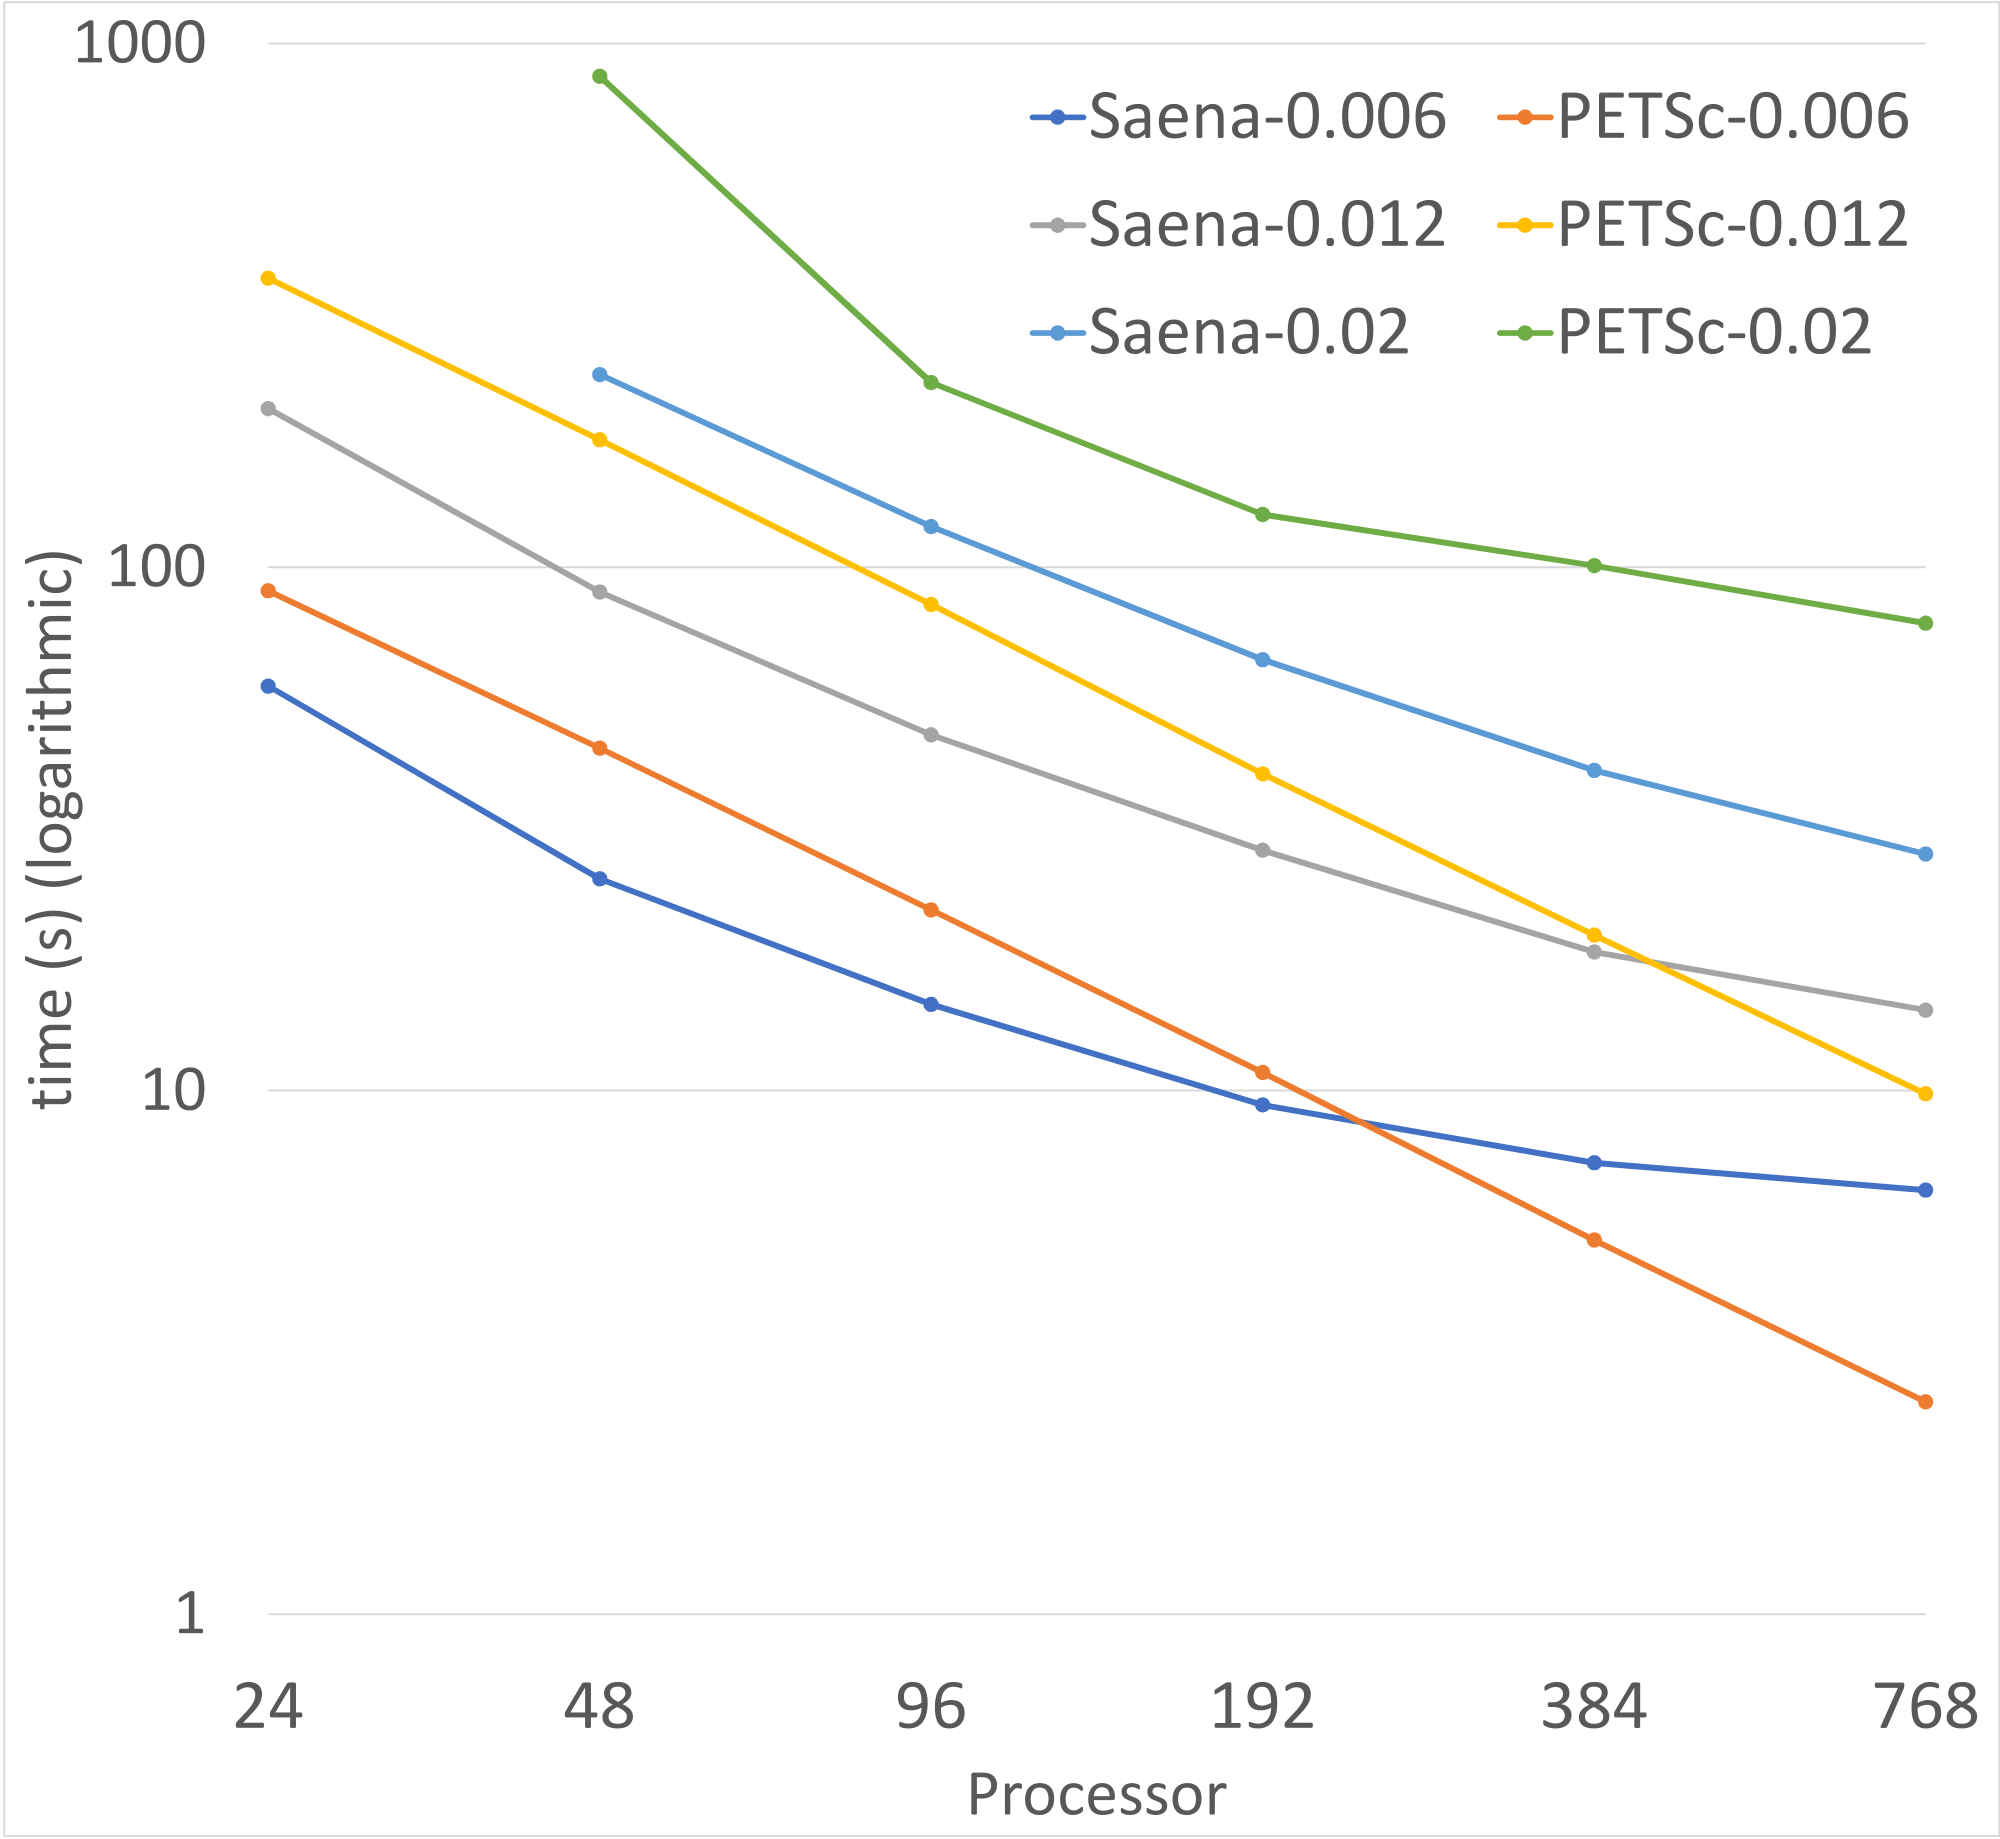 1000
100
10
1
time (s) (logarithmic)
Saena-0.006 PETSc-0.006
Saena-0.012 PETSc-0.012
Saena-0.02 PETSc-0.02
24 48 96 192 384 768
Processor